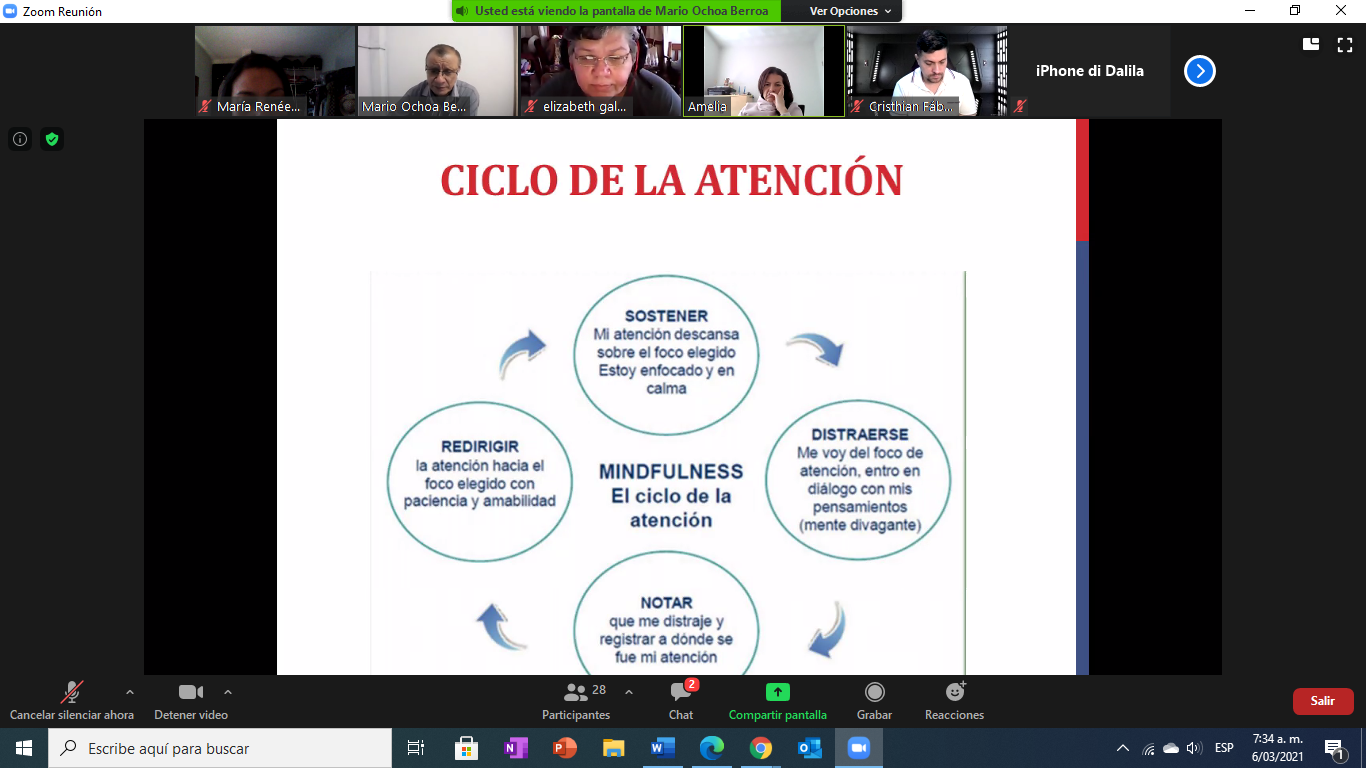 Zoom Reunión
Usted está viendo la pantalla de Mario Ochoa Berroa
Ver Opciones
María Renée...
Mario Ochoa Be...
elizabeth gal...
Amelia
Cristhian Fáb...
iPhone di Dalila
CICLO DE LA ATENCIÓN
SOSTENER
Mi atención descansa
sobre el foco elegido
Estoy enfocado y en
calma
DISTRAERSE
Me voy del foco de
atención, entro en
diálogo con mis
pensamientos
(mente divagante)
REDIRIGIR
la atención hacia el
foco elegido con
paciencia y amabilidad
MINDFULNESS
El ciclo de la
atención
NOTAR
que me distraje y
registrar a dónde se
fue mi atención
Cancelar silenciar ahora
Detener video
28
Participantes
2
Chat
Compartir pantalla
Grabar
Reacciones
Salir
Escribe aquí para buscar
ESP
7:34 a. m.
6/03/2021
1